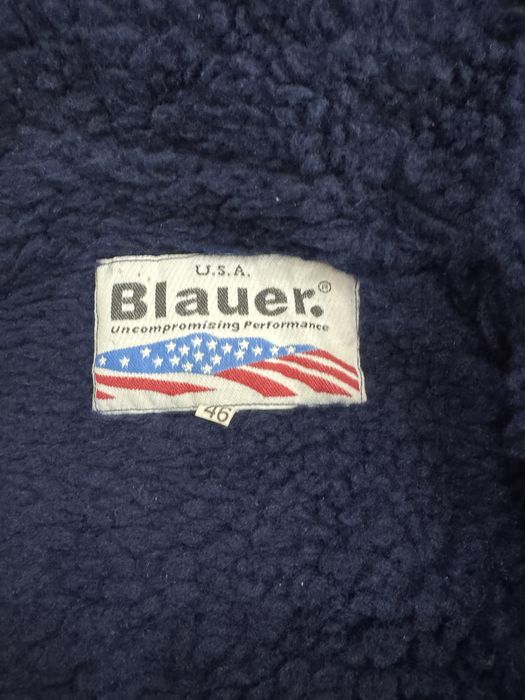 U.S.A.
Blauer.®
Uncompromising Performance
46